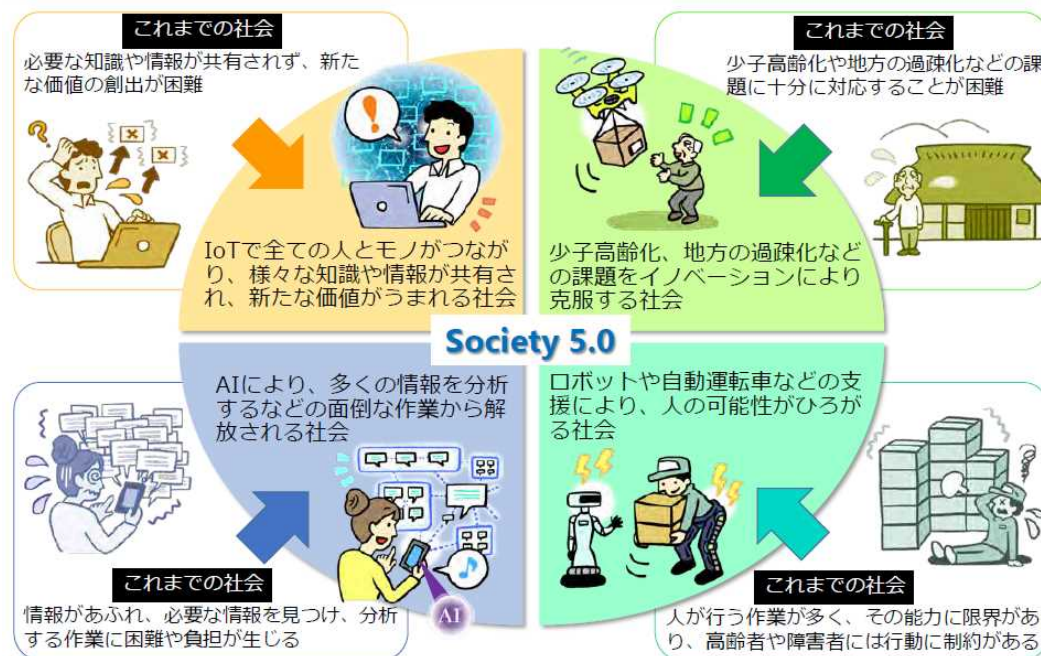 これまでの社会
必要な知識や情報が共有されず、新た
な価値の創出が困難
IoTで全ての人とモノがつなが
り、様々な知識や情報が共有さ
れ、新たな価値がうまれる社会
これまでの社会
少子高齢化や地方の過疎化などの課
題に十分に対応することが困難
少子高齢化、地方の過疎化など
の課題をイノベーションにより
克服する社会
Society 5.0
AIにより、多くの情報を分析
するなどの面倒な作業から解
放される社会
AI
これまでの社会
情報があふれ、必要な情報を見つけ、分析
する作業に困難や負担が生じる
ロボットや自動運転車などの支
援により、人の可能性がひろが
る社会
これまでの社会
人が行う作業が多く、その能力に限界があ
り、高齢者や障害者には行動に制約がある